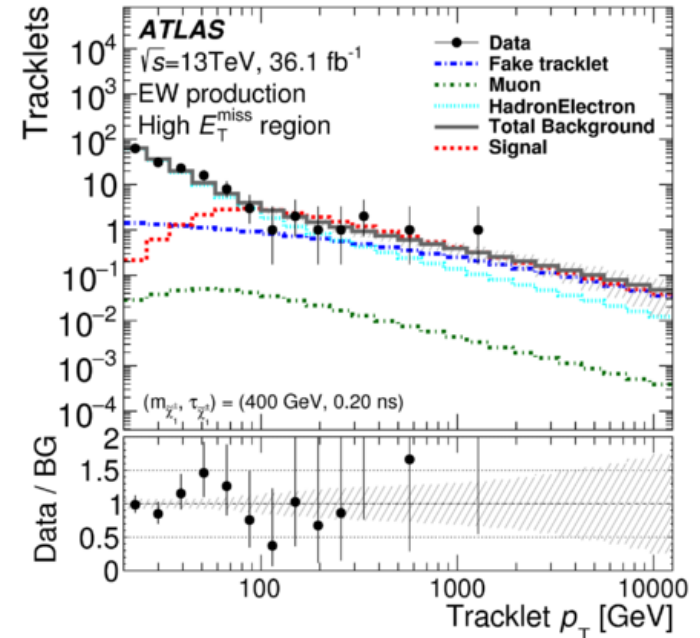 ATLAS
√s=13TeV, 36.1 fb⁻¹
EW production
High E_T^miss region
Data
Fake tracklet
Muon
HadronElectron
Total Background
Signal
Tracklets
10⁴
10³
10²
10
1
10⁻¹
10⁻²
10⁻³
10⁻⁴
(m_χ̃₁±, τ_χ̃₁±) = (400 GeV, 0.20 ns)
Data / BG
2
1.5
1
0.5
0
100
1000
10000
Tracklet p_T [GeV]